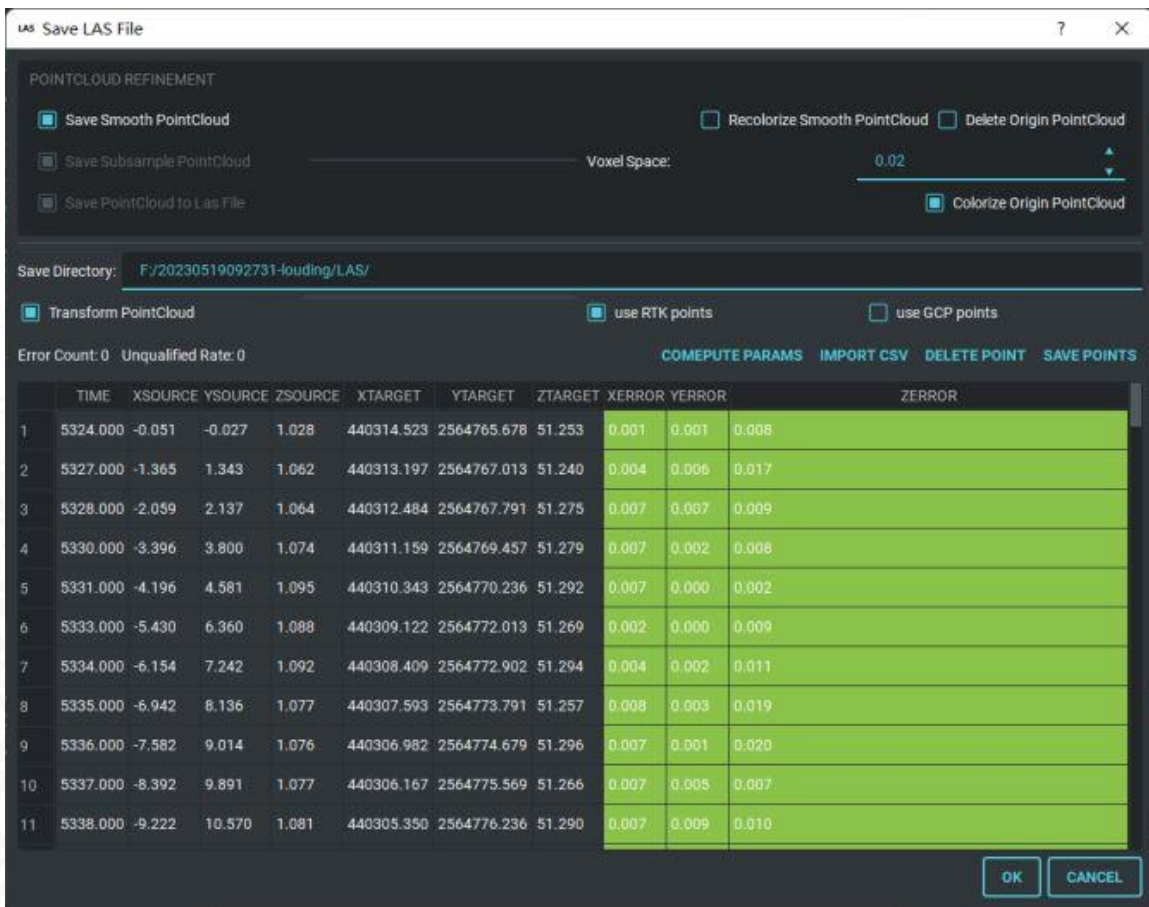 LAS Save LAS File ? ×
POINTCLOUD REFINEMENT
Save Smooth PointCloud Recolorize Smooth PointCloud Delete Origin PointCloud
Save Subsample PointCloud Voxel Space: 0.02
Save PointCloud to Las File Colorize Origin PointCloud
Save Directory: F:/20230519092731-louding/LAS/
Transform PointCloud use RTK points use GCP points
Error Count: 0 Unqualified Rate: 0 COMEPUTE PARAMS IMPORT CSV DELETE POINT SAVE POINTS
TIME XSOURCE YSOURCE ZSOURCE XTARGET YTARGET ZTARGET XERROR YERROR ZERROR
1 5324.000 -0.051 -0.027 1.028 440314.523 2564765.678 51.253 0.001 0.001 0.008
2 5327.000 -1.365 1.343 1.062 440313.197 2564767.013 51.240 0.004 0.006 0.017
3 5328.000 -2.059 2.137 1.064 440312.484 2564767.791 51.275 0.007 0.007 0.009
4 5330.000 -3.396 3.800 1.074 440311.159 2564769.457 51.279 0.007 0.002 0.008
5 5331.000 -4.196 4.581 1.095 440310.343 2564770.236 51.292 0.007 0.000 0.002
6 5333.000 -5.430 6.360 1.088 440309.122 2564772.013 51.269 0.002 0.000 0.009
7 5334.000 -6.154 7.242 1.092 440308.409 2564772.902 51.294 0.004 0.002 0.011
8 5335.000 -6.942 8.136 1.077 440307.593 2564773.791 51.257 0.008 0.003 0.019
9 5336.000 -7.582 9.014 1.076 440306.982 2564774.679 51.296 0.007 0.001 0.020
10 5337.000 -8.392 9.891 1.077 440306.167 2564775.569 51.266 0.007 0.005 0.007
11 5338.000 -9.222 10.570 1.081 440305.350 2564776.236 51.290 0.007 0.009 0.010
OK CANCEL